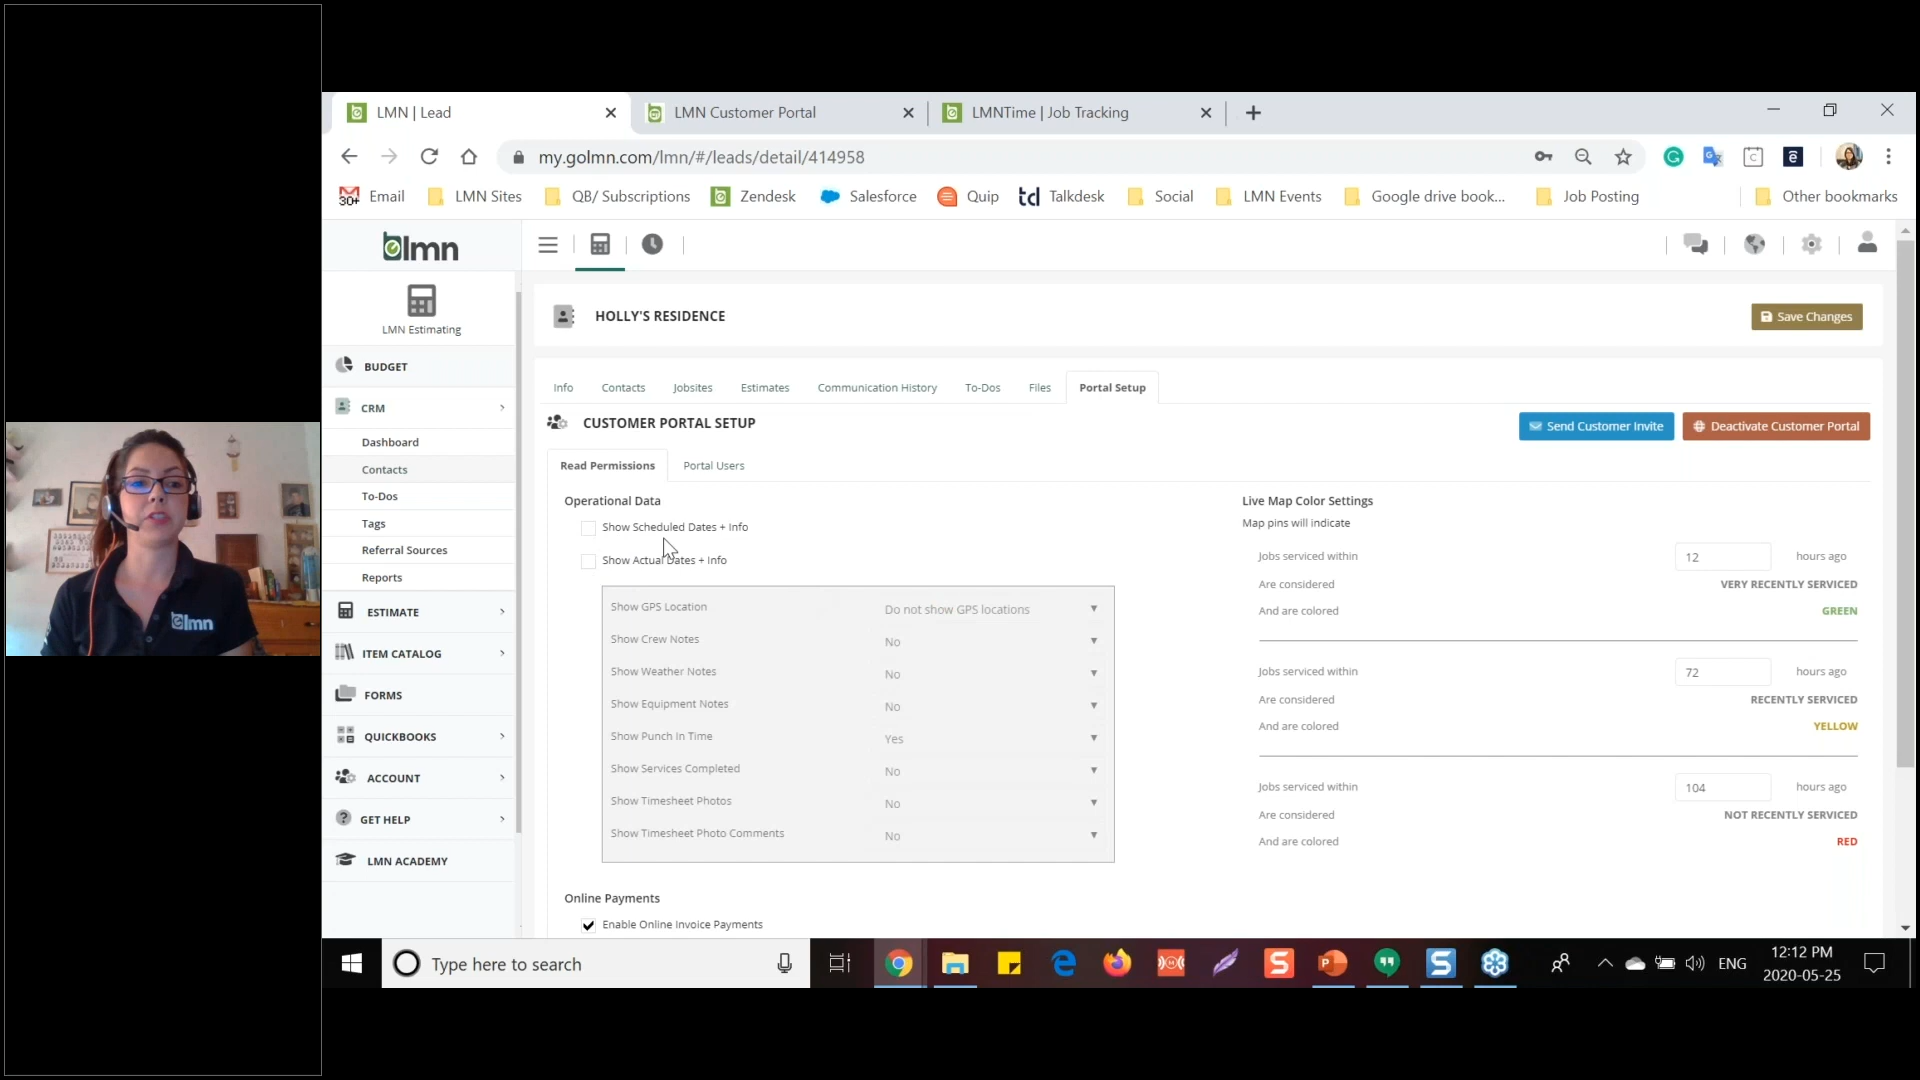 LMN | Lead
LMN Customer Portal
LMNTime | Job Tracking
my.golmn.com/lmn/#/leads/detail/414958
30+ Email
LMN Sites
QB/ Subscriptions
Zendesk
Salesforce
Quip
td Talkdesk
Social
LMN Events
Google drive book...
Job Posting
Other bookmarks
lmn
LMN Estimating
BUDGET
CRM
Dashboard
Contacts
To-Dos
Tags
Referral Sources
Reports
ESTIMATE
ITEM CATALOG
FORMS
QUICKBOOKS
ACCOUNT
GET HELP
LMN ACADEMY
HOLLY'S RESIDENCE
Save Changes
Info
Contacts
Jobsites
Estimates
Communication History
To-Dos
Files
Portal Setup
CUSTOMER PORTAL SETUP
Send Customer Invite
Deactivate Customer Portal
Read Permissions
Portal Users
Operational Data
Show Scheduled Dates + Info
Show Actual Dates + Info
Show GPS Location Do not show GPS locations
Show Crew Notes No
Show Weather Notes No
Show Equipment Notes No
Show Punch In Time Yes
Show Services Completed No
Show Timesheet Photos No
Show Timesheet Photo Comments No
Online Payments
Enable Online Invoice Payments
Live Map Color Settings
Map pins will indicate
Jobs serviced within 12 hours ago
Are considered VERY RECENTLY SERVICED
And are colored GREEN
Jobs serviced within 72 hours ago
Are considered RECENTLY SERVICED
And are colored YELLOW
Jobs serviced within 104 hours ago
Are considered NOT RECENTLY SERVICED
And are colored RED
lmn
Type here to search
ENG
12:12 PM
2020-05-25